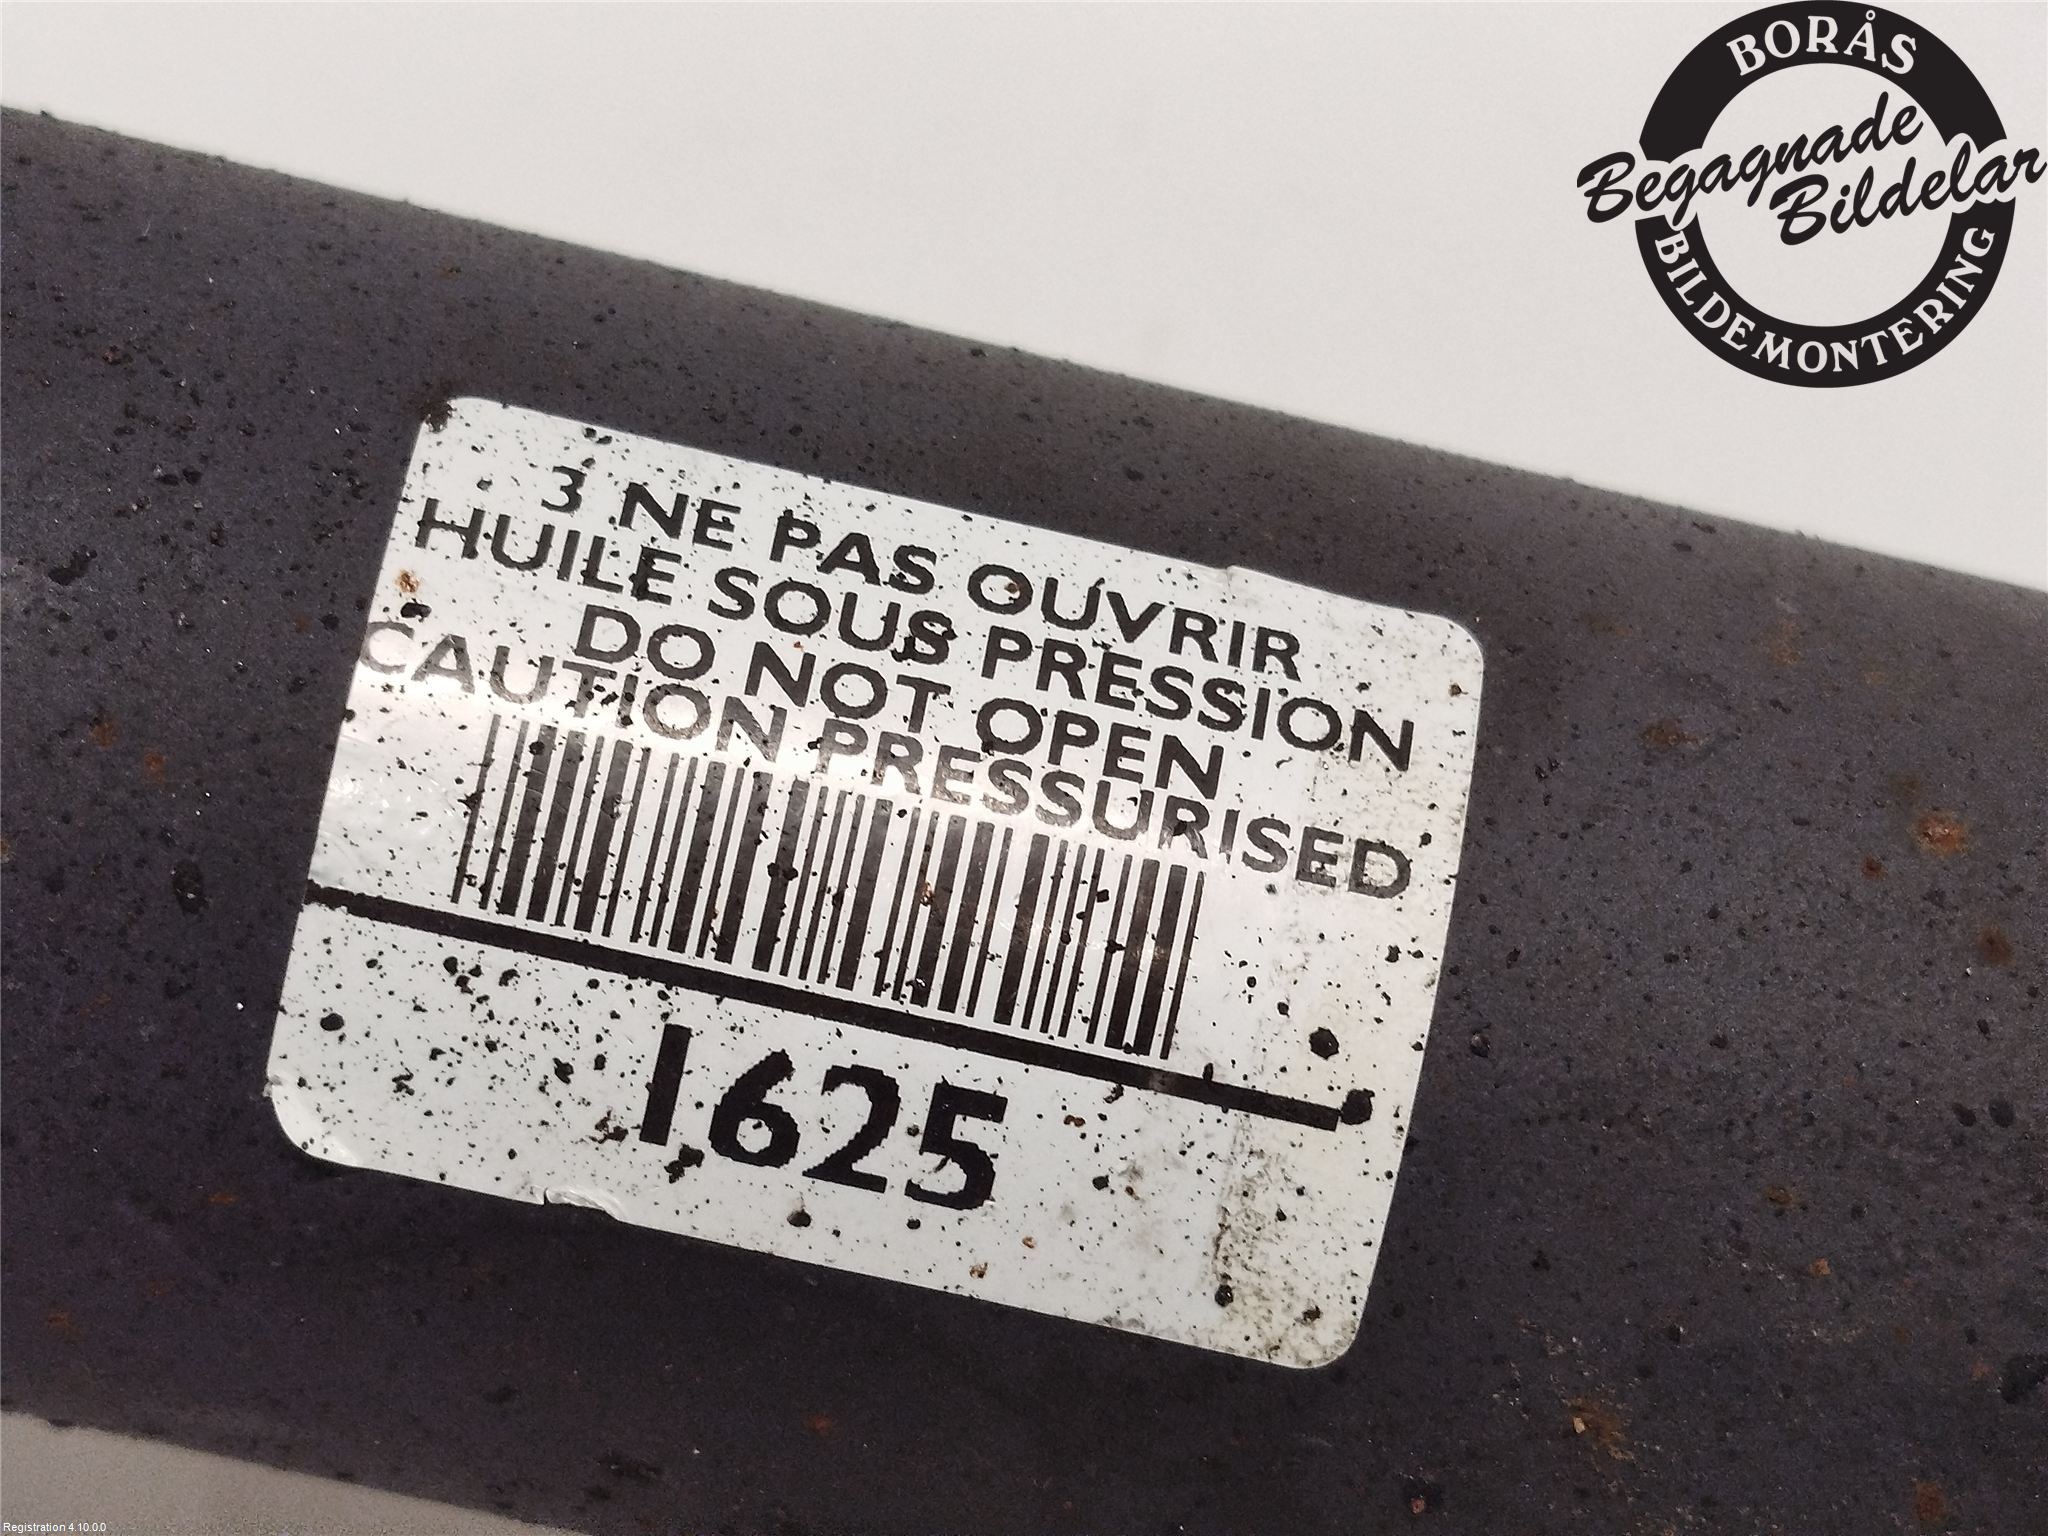 BORÅS
Begagnade
Bildelar
BILDEMONTERING
3 NE PAS OUVRIR
HUILE SOUS PRESSION
DO NOT OPEN
CAUTION PRESSURISED
1625
Registration 4.10.0.0